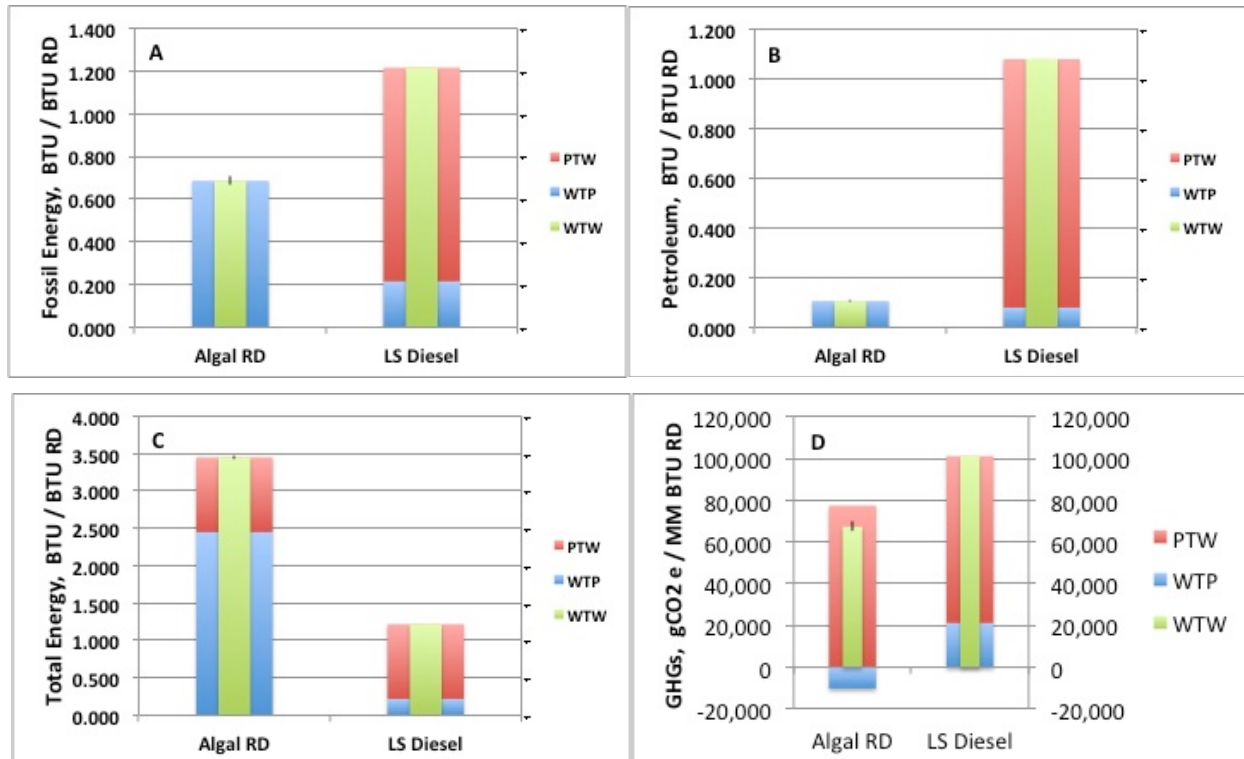 A
Fossil Energy, BTU / BTU RD
1.400
1.200
1.000
0.800
0.600
0.400
0.200
0.000
Algal RD
LS Diesel
PTW
WTP
WTW
B
Petroleum, BTU / BTU RD
1.200
1.000
0.800
0.600
0.400
0.200
0.000
Algal RD
LS Diesel
PTW
WTP
WTW
C
Total Energy, BTU / BTU RD
4.000
3.500
3.000
2.500
2.000
1.500
1.000
0.500
0.000
Algal RD
LS Diesel
PTW
WTP
WTW
D
GHGs, gCO2 e / MM BTU RD
120,000
100,000
80,000
60,000
40,000
20,000
0
-20,000
120,000
100,000
80,000
60,000
40,000
20,000
0
-20,000
Algal RD
LS Diesel
PTW
WTP
WTW